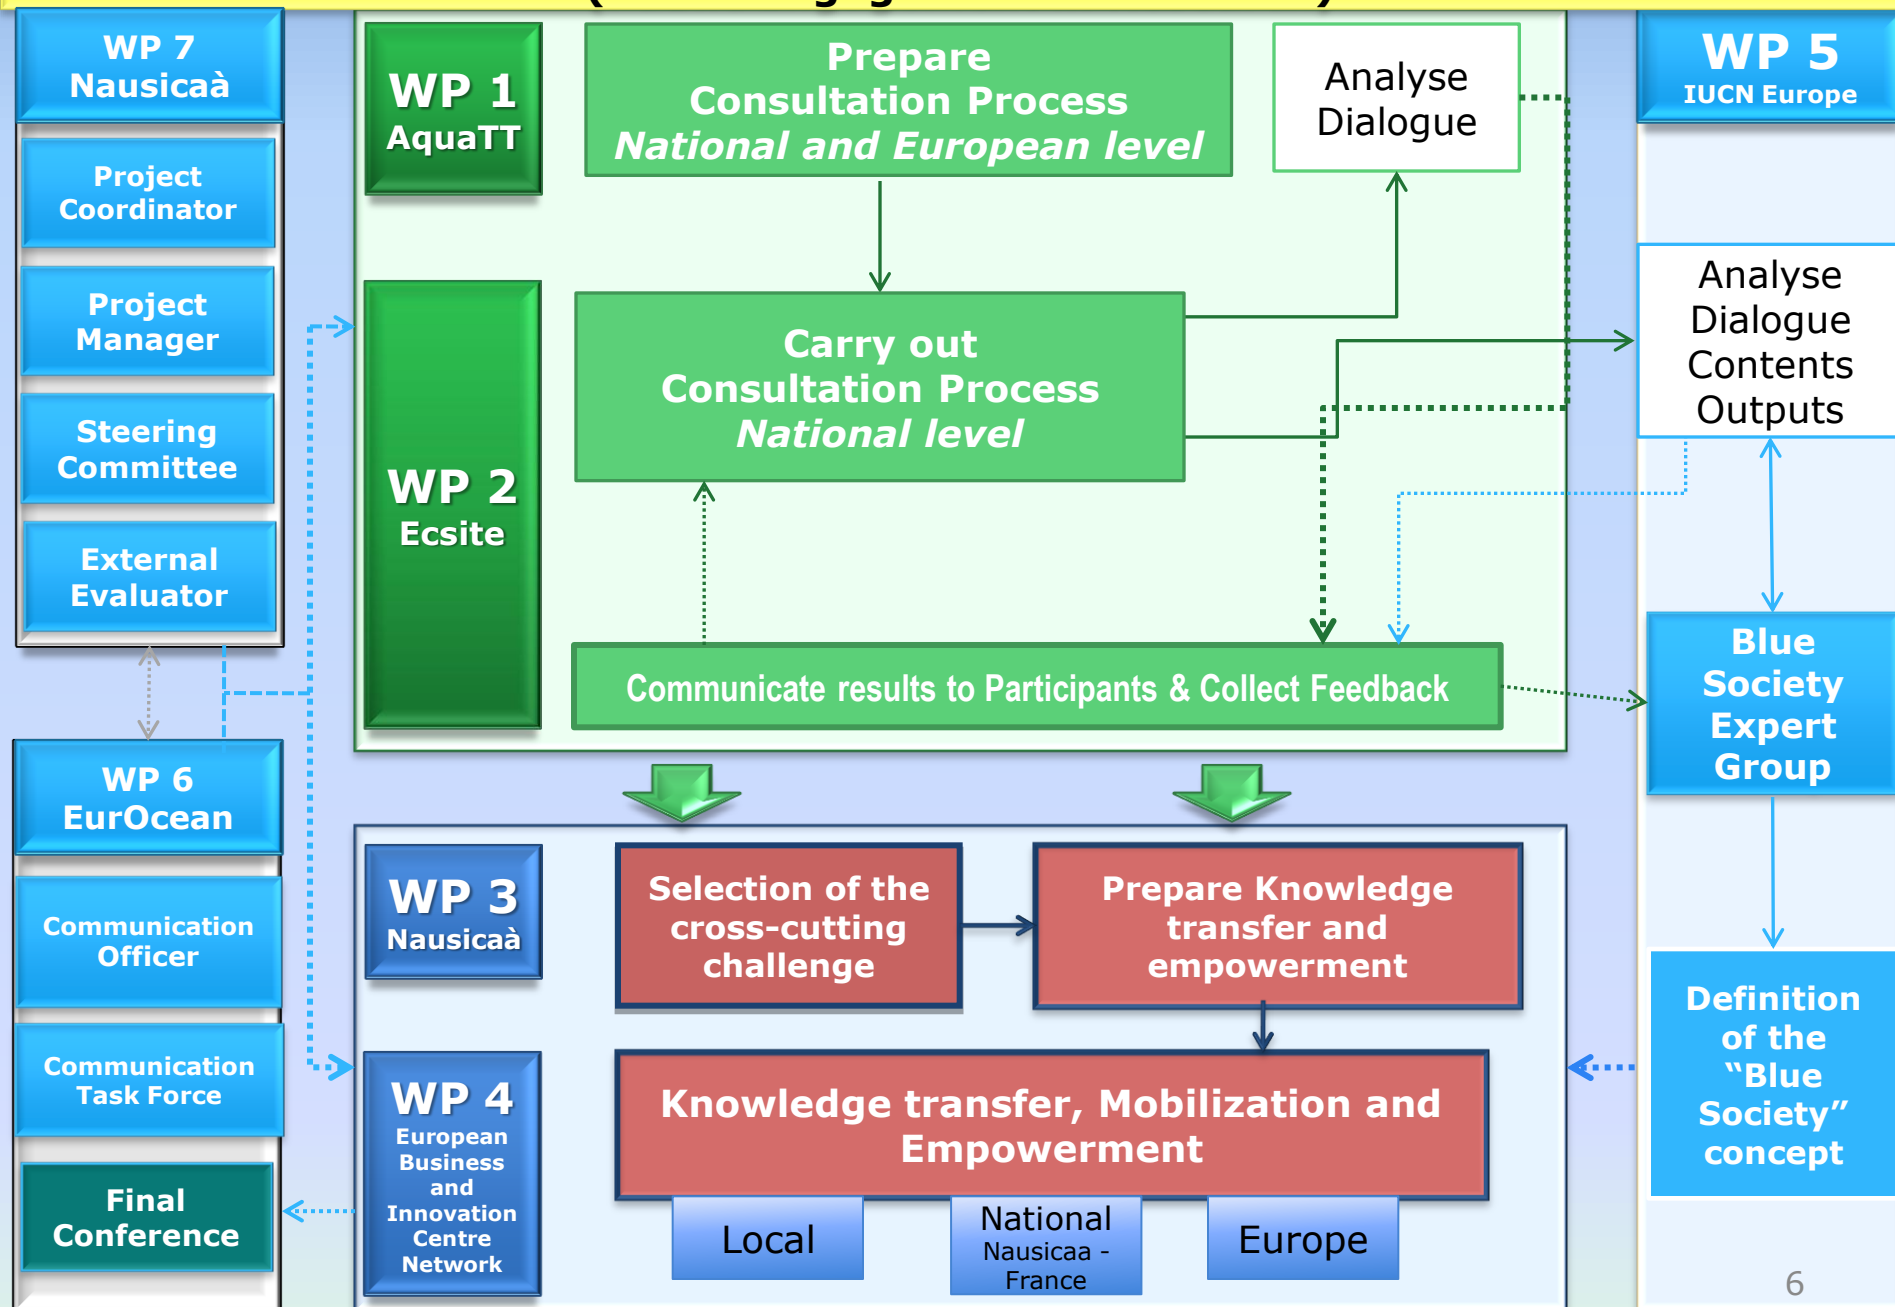 WP 7
Nausicaà
Project
Coordinator
Project
Manager
Steering
Committee
External
Evaluator
WP 6
EurOcean
Communication
Officer
Communication
Task Force
Final
Conference
WP 1
AquaTT
Prepare
Consultation Process
National and European level
Analyse
Dialogue
WP 2
Ecsite
Carry out
Consultation Process
National level
Communicate results to Participants & Collect Feedback
WP 3
Nausicaà
Selection of the
cross-cutting
challenge
Prepare Knowledge
transfer and
empowerment
WP 4
European
Business
and
Innovation
Centre
Network
Knowledge transfer, Mobilization and
Empowerment
Local
National
Nausicaa -
France
Europe
WP 5
IUCN Europe
Analyse
Dialogue
Contents
Outputs
Blue
Society
Expert
Group
Definition
of the
“Blue
Society”
concept
6